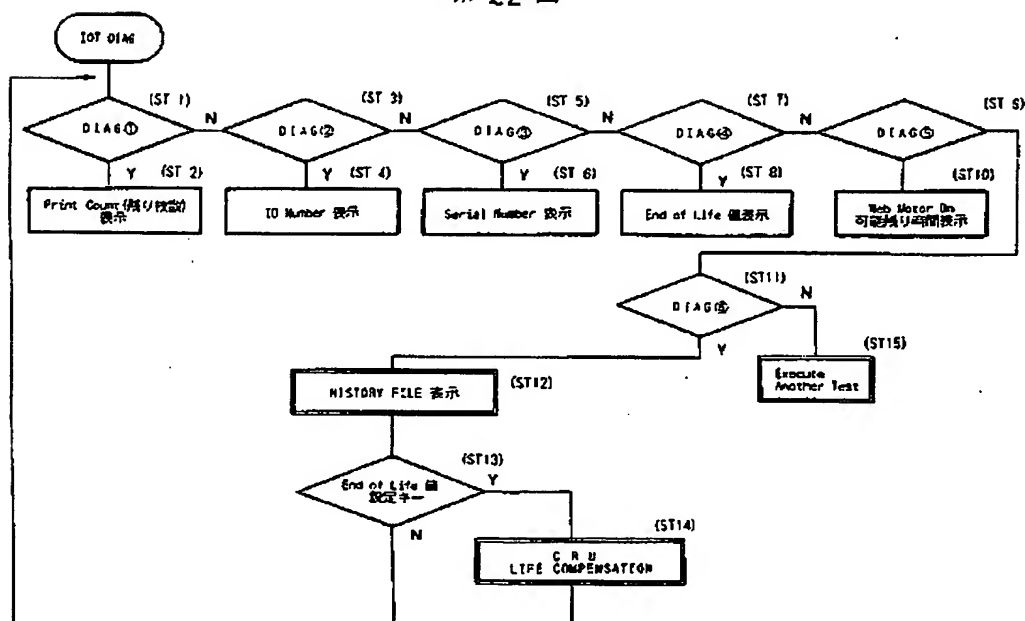 IOT DIAG
(ST 1)
DIAG①
N
Y
(ST 2)
Print Count(残り枚数)
表示
(ST 3)
DIAG②
N
Y
(ST 4)
ID Number 表示
(ST 5)
DIAG③
N
Y
(ST 6)
Serial Number 表示
(ST 7)
DIAG④
N
Y
(ST 8)
End of Life 値表示
(ST 9)
DIAG⑤
(ST10)
Web Motor On
可能残り時間表示
(ST11)
DIAG⑥
N
Y
(ST15)
Execute
Another Test
(ST12)
HISTORY FILE 表示
(ST13)
End of Life 値
設定キー
Y
N
(ST14)
C R U
LIFE COMPENSATION